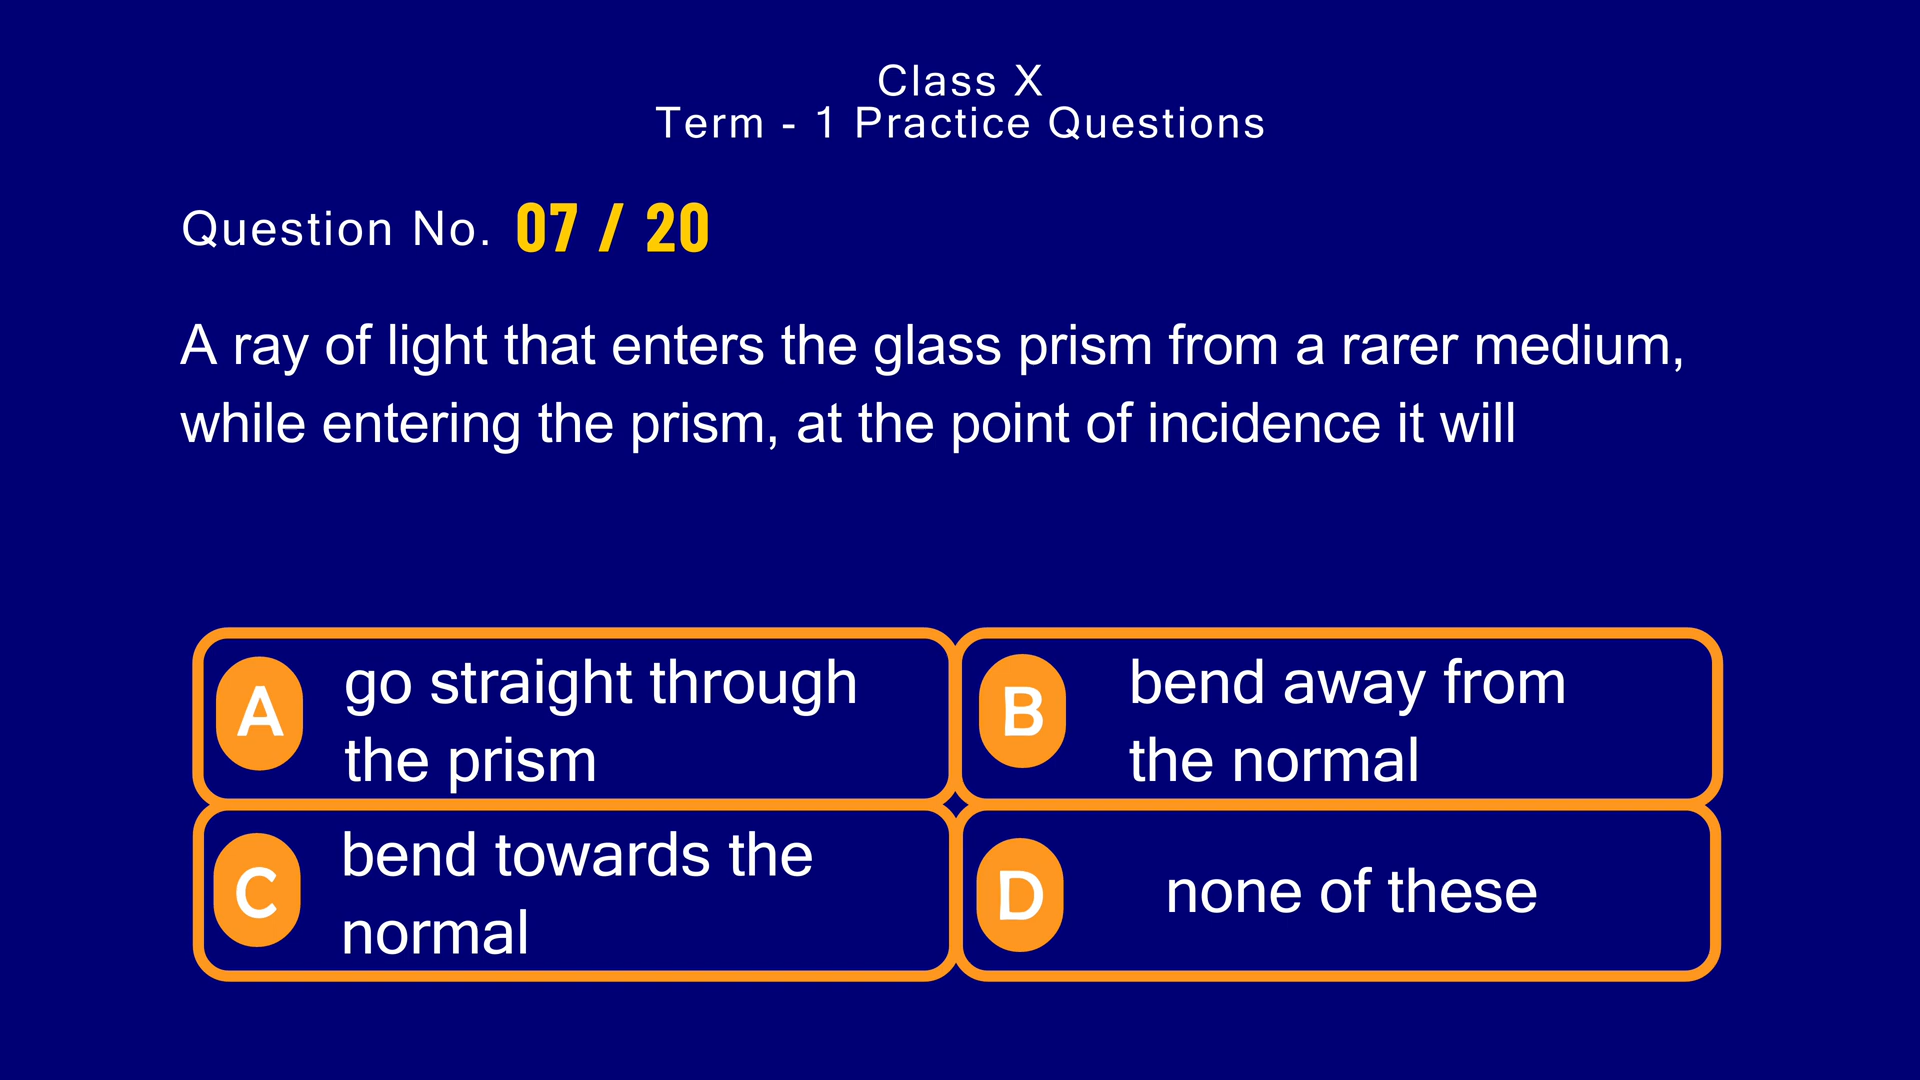 Class X
Term - 1 Practice Questions
Question No. 07 / 20
A ray of light that enters the glass prism from a rarer medium,
while entering the prism, at the point of incidence it will
A go straight through
the prism
B bend away from
the normal
C bend towards the
normal
D none of these